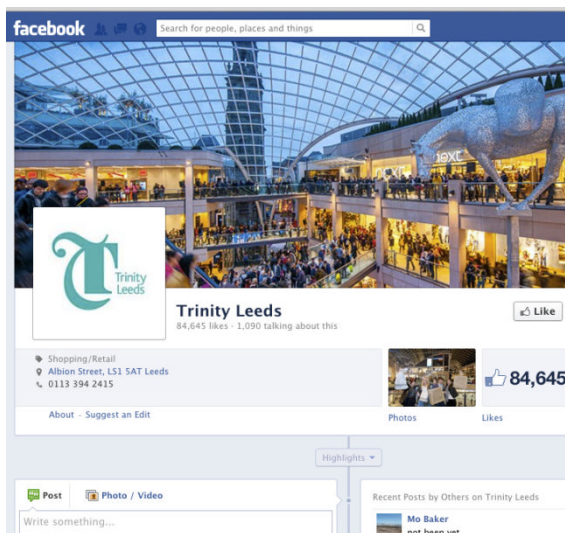 facebook
Search for people, places and things
next
Trinity
Leeds
Trinity Leeds
84,645 likes · 1,090 talking about this
Like
Shopping/Retail
Albion Street, LS1 5AT Leeds
0113 394 2415
84,645
About - Suggest an Edit
Photos
Likes
Highlights
Post
Photo / Video
Recent Posts by Others on Trinity Leeds
Write something...
Mo Baker
not been yet